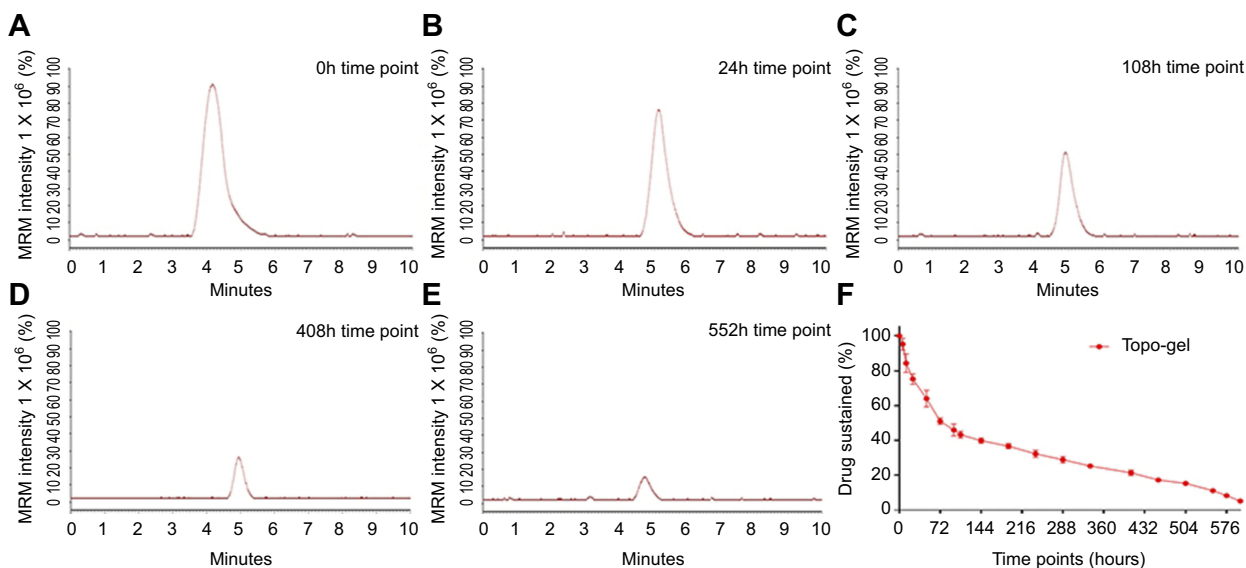 A
MRM intensity 1 X 10⁶ (%)
0 10 20 30 40 50 60 70 80 90 100
0h time point
0 1 2 3 4 5 6 7 8 9 10
Minutes
B
MRM intensity 1 X 10⁶ (%)
0 10 20 30 40 50 60 70 80 90 100
24h time point
0 1 2 3 4 5 6 7 8 9 10
Minutes
C
MRM intensity 1 X 10⁶ (%)
0 10 20 30 40 50 60 70 80 90 100
108h time point
0 1 2 3 4 5 6 7 8 9 10
Minutes
D
MRM intensity 1 X 10⁶ (%)
0 10 20 30 40 50 60 70 80 90 100
408h time point
0 1 2 3 4 5 6 7 8 9 10
Minutes
E
MRM intensity 1 X 10⁶ (%)
0 10 20 30 40 50 60 70 80 90 100
552h time point
0 1 2 3 4 5 6 7 8 9 10
Minutes
F
Drug sustained (%)
100
80
60
40
20
0
Topo-gel
0 72 144 216 288 360 432 504 576
Time points (hours)